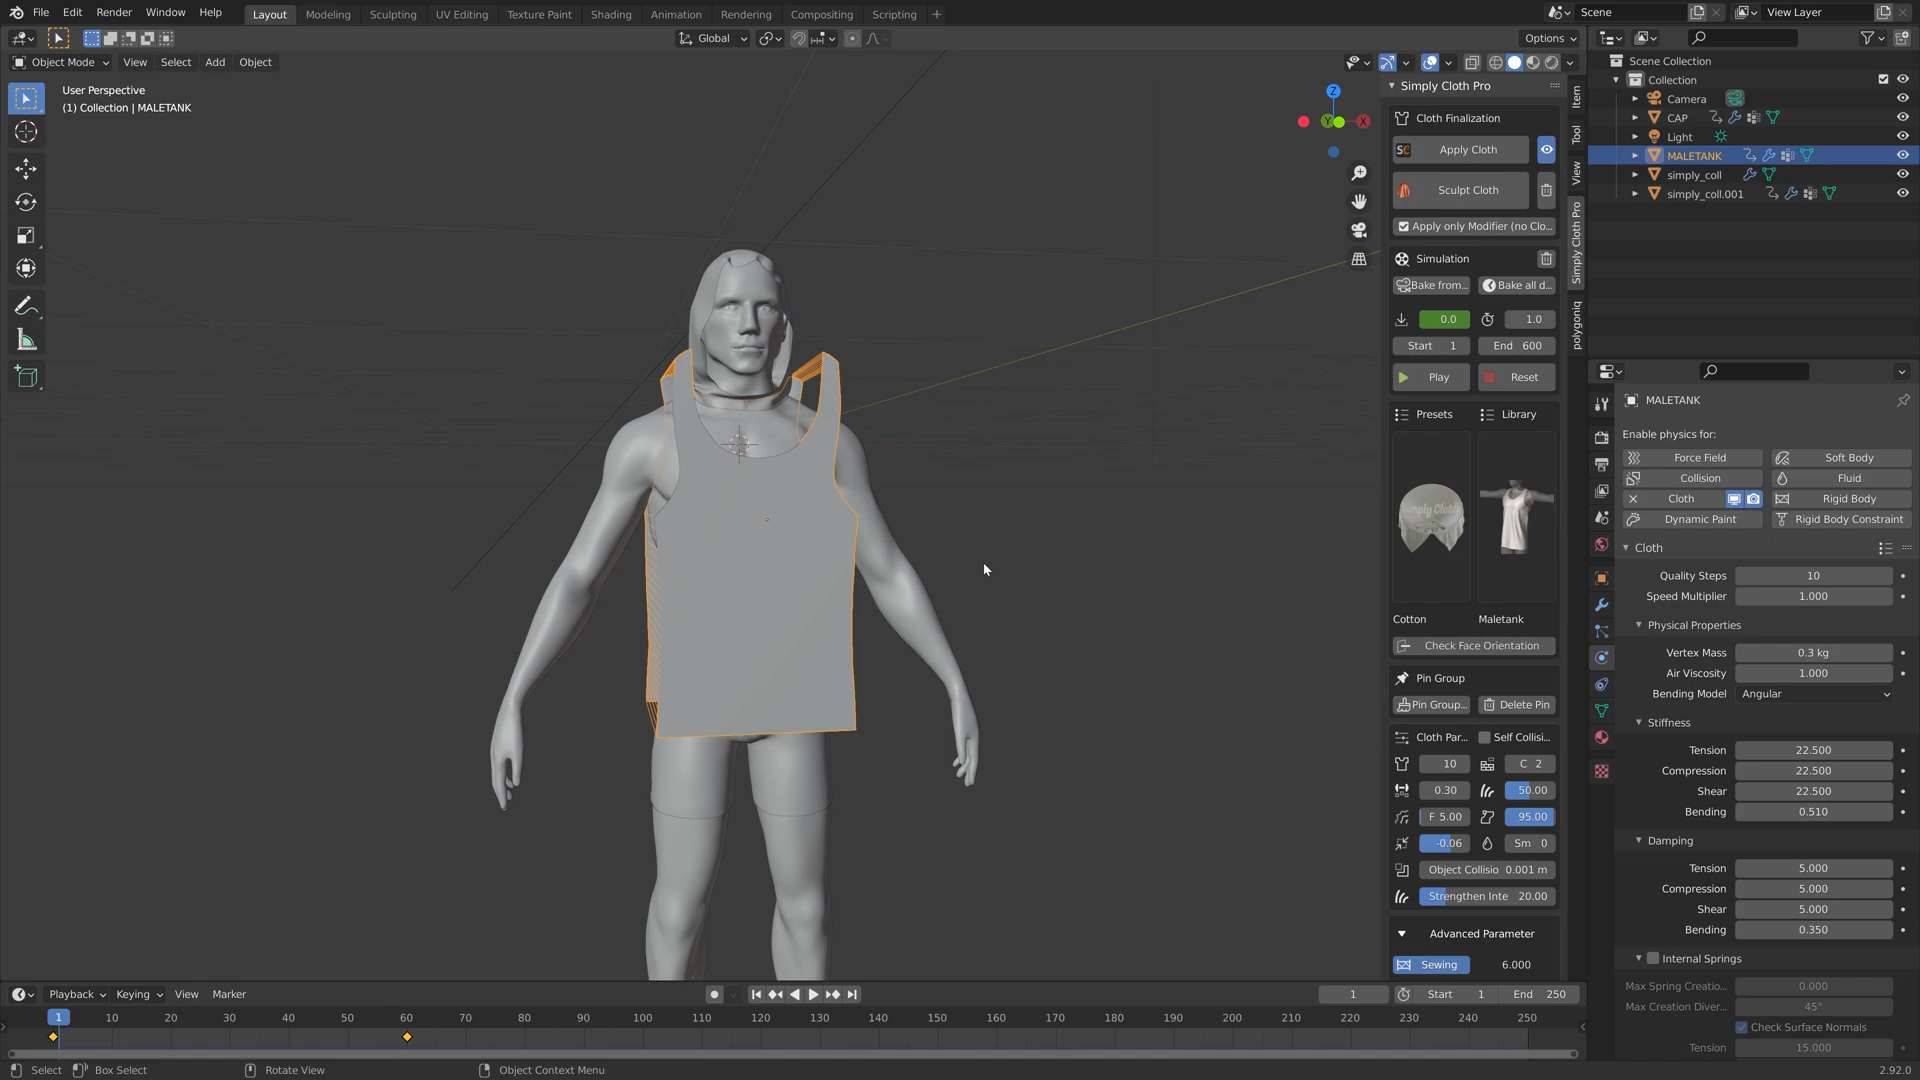 File Edit Render Window Help
Layout Modeling Sculpting UV Editing Texture Paint Shading Animation Rendering Compositing Scripting +
Scene
View Layer
Global
Options
Object Mode View Select Add Object
User Perspective
(1) Collection | MALETANK
Z
Y
X
Simply Cloth Pro
Cloth Finalization
SC Apply Cloth
Sculpt Cloth
Apply only Modifier (no Clo...
Simulation
Bake from... Bake all d...
0.0 1.0
Start 1 End 600
Play Reset
Presets Library
Simply Cloth
Cotton Maletank
Check Face Orientation
Pin Group
Pin Group... Delete Pin
Cloth Par... Self Collisi...
10 C 2
0.30 50.00
F 5.00 95.00
-0.06 Sm 0
Object Collisio 0.001 m
Strengthen Inte 20.00
Advanced Parameter
Sewing 6.000
Item
Tool
View
Simply Cloth Pro
polygoniq
Scene Collection
Collection
Camera
CAP
Light
MALETANK
simply_coll
simply_coll.001
MALETANK
Enable physics for:
Force Field Soft Body
Collision Fluid
Cloth Rigid Body
Dynamic Paint Rigid Body Constraint
Cloth
Quality Steps 10
Speed Multiplier 1.000
Physical Properties
Vertex Mass 0.3 kg
Air Viscosity 1.000
Bending Model Angular
Stiffness
Tension 22.500
Compression 22.500
Shear 22.500
Bending 0.510
Damping
Tension 5.000
Compression 5.000
Shear 5.000
Bending 0.350
Internal Springs
Max Spring Creatio... 0.000
Max Creation Diver... 45°
Check Surface Normals
Tension 15.000
Playback Keying View Marker
1 Start 1 End 250
1 10 20 30 40 50 60 70 80 90 100 110 120 130 140 150 160 170 180 190 200 210 220 230 240 250
Select Box Select Rotate View Object Context Menu
2.92.0